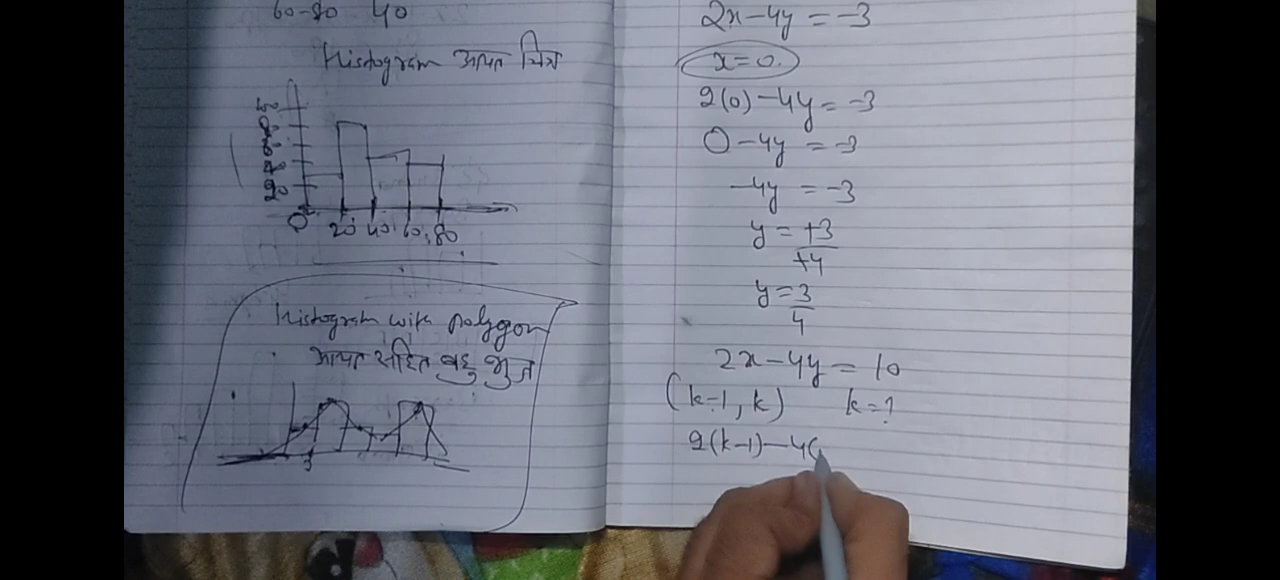 60-80 40
Histogram आयत चित्र
0
20 40 60 80
Histogram with polygon
आयत सहित बहु भुज
2x-4y = -3
x=0.
2(0)-4y = -3
0-4y = -3
-4y = -3
y = +3
+4
y = 3
4
2x-4y = 10
(k-1, k) k=?
2(k-1)-4(